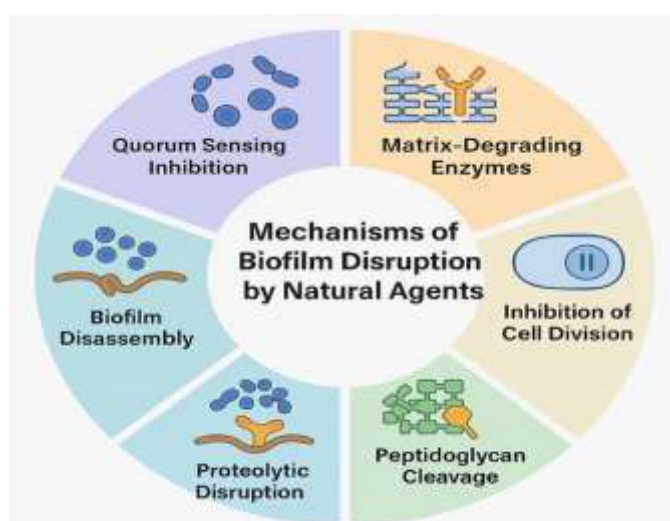 Mechanisms of
Biofilm Disruption
by Natural Agents
Quorum Sensing
Inhibition
Matrix-Degrading
Enzymes
Inhibition of
Cell Division
Peptidoglycan
Cleavage
Proteolytic
Disruption
Biofilm
Disassembly